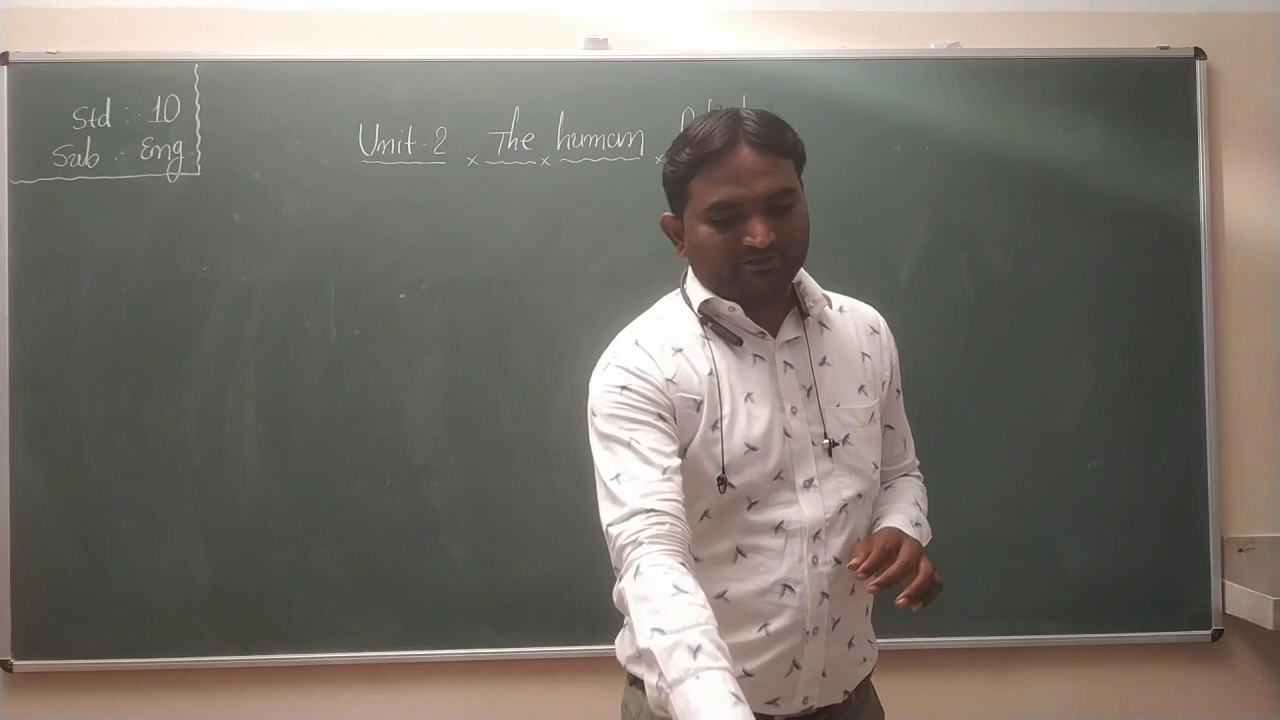 Std :- 10
Sub :- Eng.
Unit-2 The human